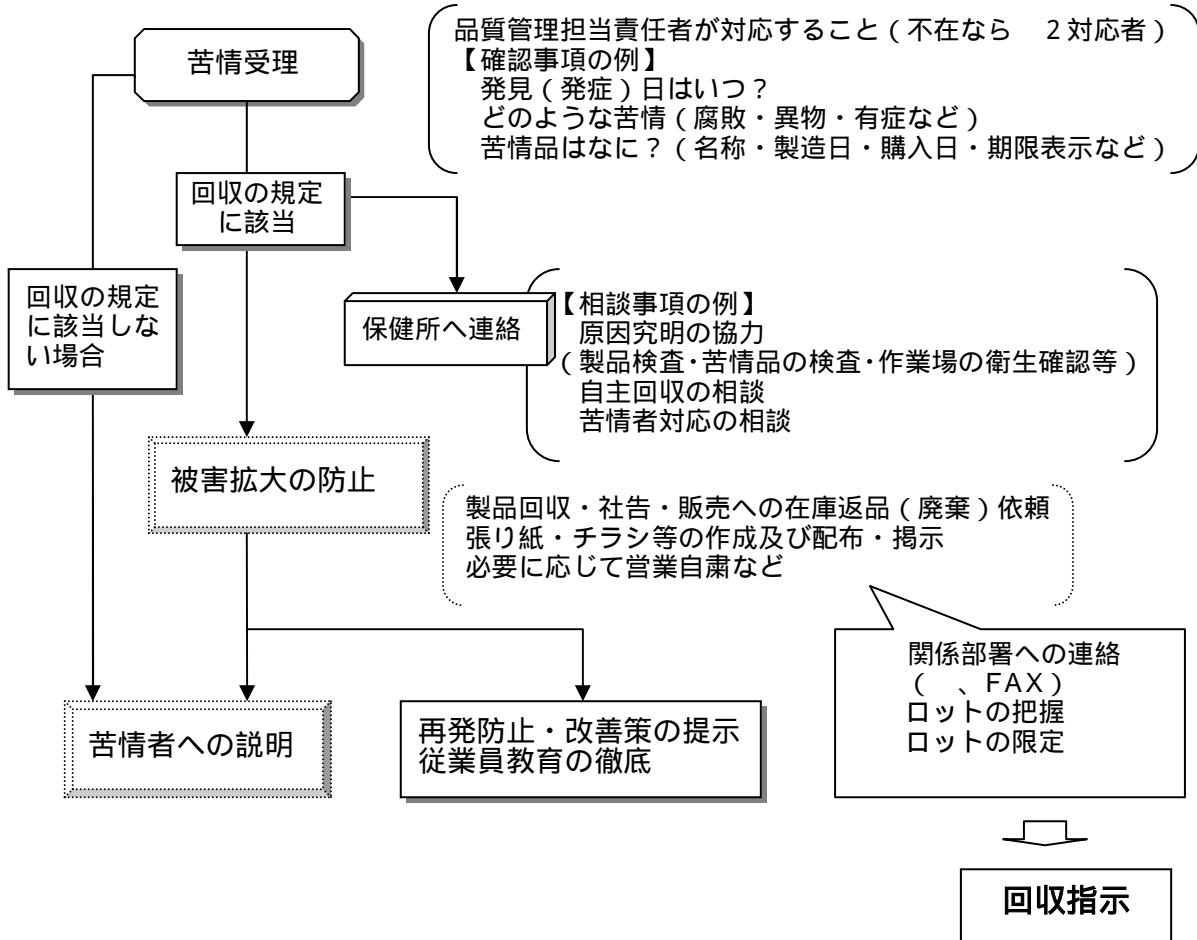 苦情受理
品質管理担当責任者が対応すること（不在なら　２対応者）
【確認事項の例】
発見（発症）日はいつ？
どのような苦情（腐敗・異物・有症など）
苦情品はなに？（名称・製造日・購入日・期限表示など）
回収の規定
に該当
回収の規定
に該当しな
い場合
保健所へ連絡
【相談事項の例】
原因究明の協力
（製品検査・苦情品の検査・作業場の衛生確認等）
自主回収の相談
苦情者対応の相談
被害拡大の防止
製品回収・社告・販売への在庫返品（廃棄）依頼
張り紙・チラシ等の作成及び配布・掲示
必要に応じて営業自粛など
関係部署への連絡
（　、FAX）
ロットの把握
ロットの限定
苦情者への説明
再発防止・改善策の提示
従業員教育の徹底
回収指示